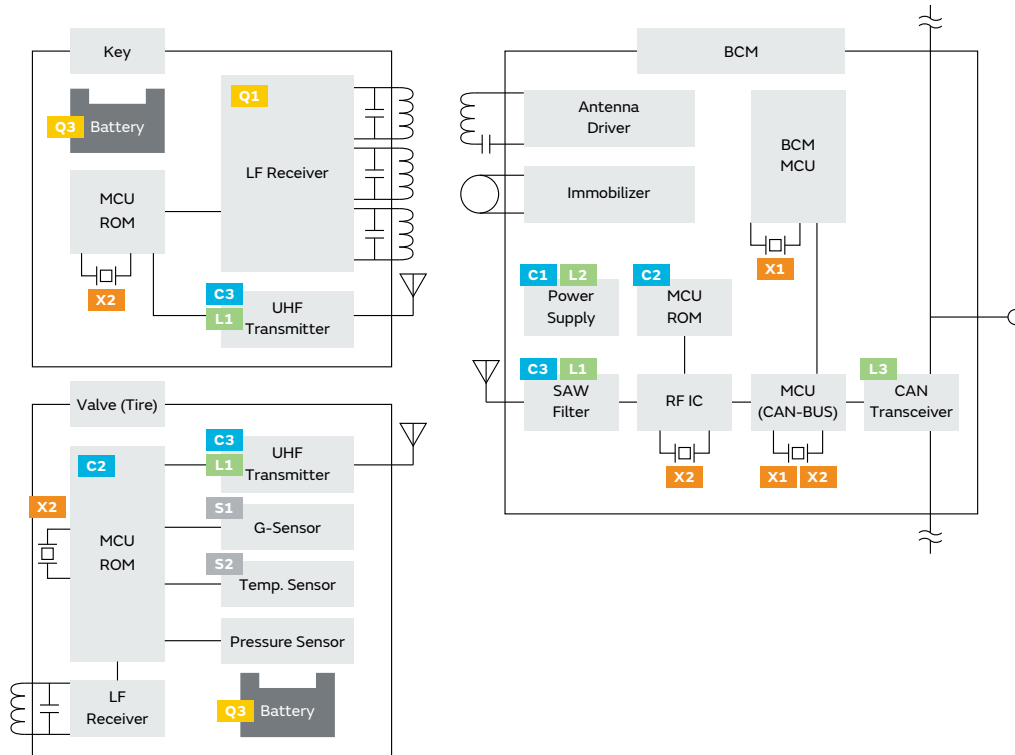 Key
Q1
Q3
Battery
LF Receiver
MCU
ROM
X2
C3
L1
UHF
Transmitter
Valve (Tire)
C2
X2
MCU
ROM
C3
L1
UHF
Transmitter
S1
G-Sensor
S2
Temp. Sensor
Pressure Sensor
LF
Receiver
Q3
Battery
BCM
Antenna
Driver
BCM
MCU
Immobilizer
X1
C1 L2
Power
Supply
C2
MCU
ROM
C3 L1
SAW
Filter
RF IC
X2
MCU
(CAN-BUS)
X1 X2
L3
CAN
Transceiver